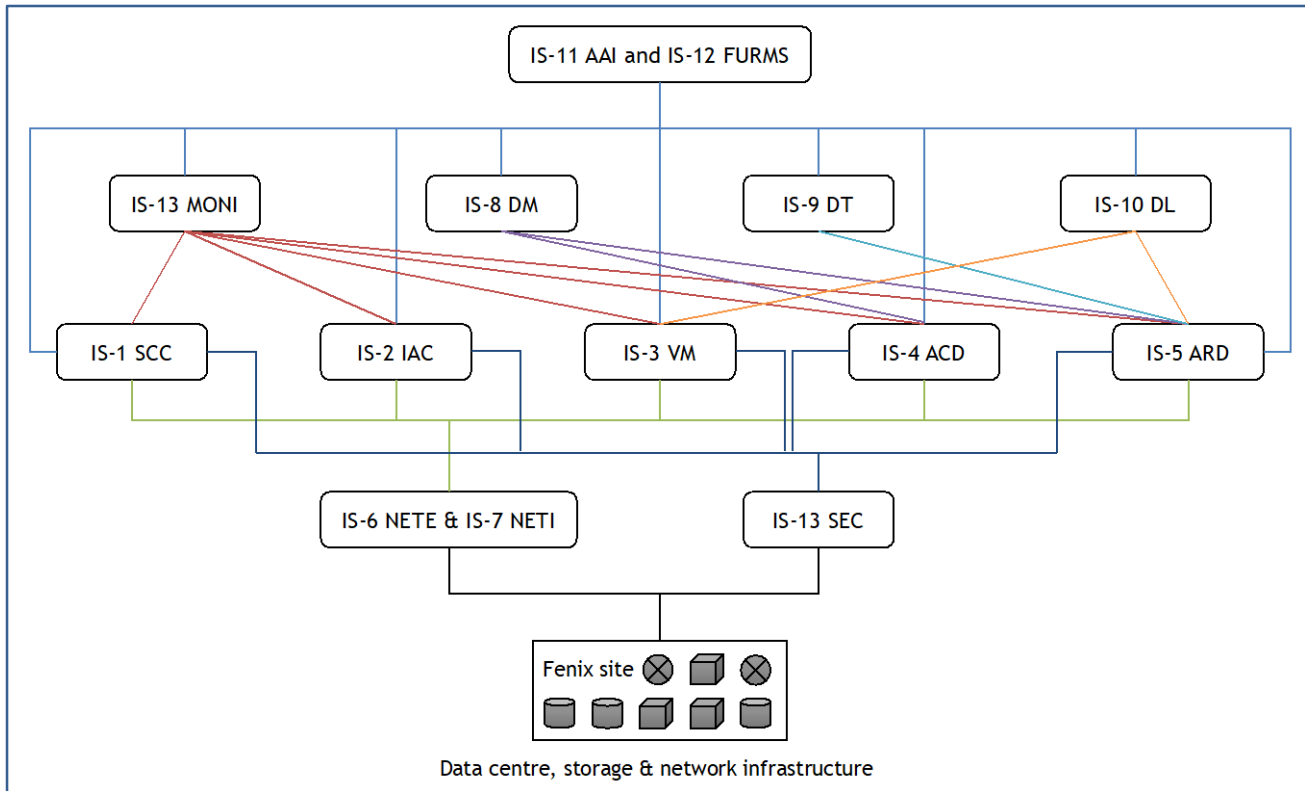 IS-11 AAI and IS-12 FURMS
IS-13 MONI
IS-8 DM
IS-9 DT
IS-10 DL
IS-1 SCC
IS-2 IAC
IS-3 VM
IS-4 ACD
IS-5 ARD
IS-6 NETE & IS-7 NETI
IS-13 SEC
Fenix site
Data centre, storage & network infrastructure